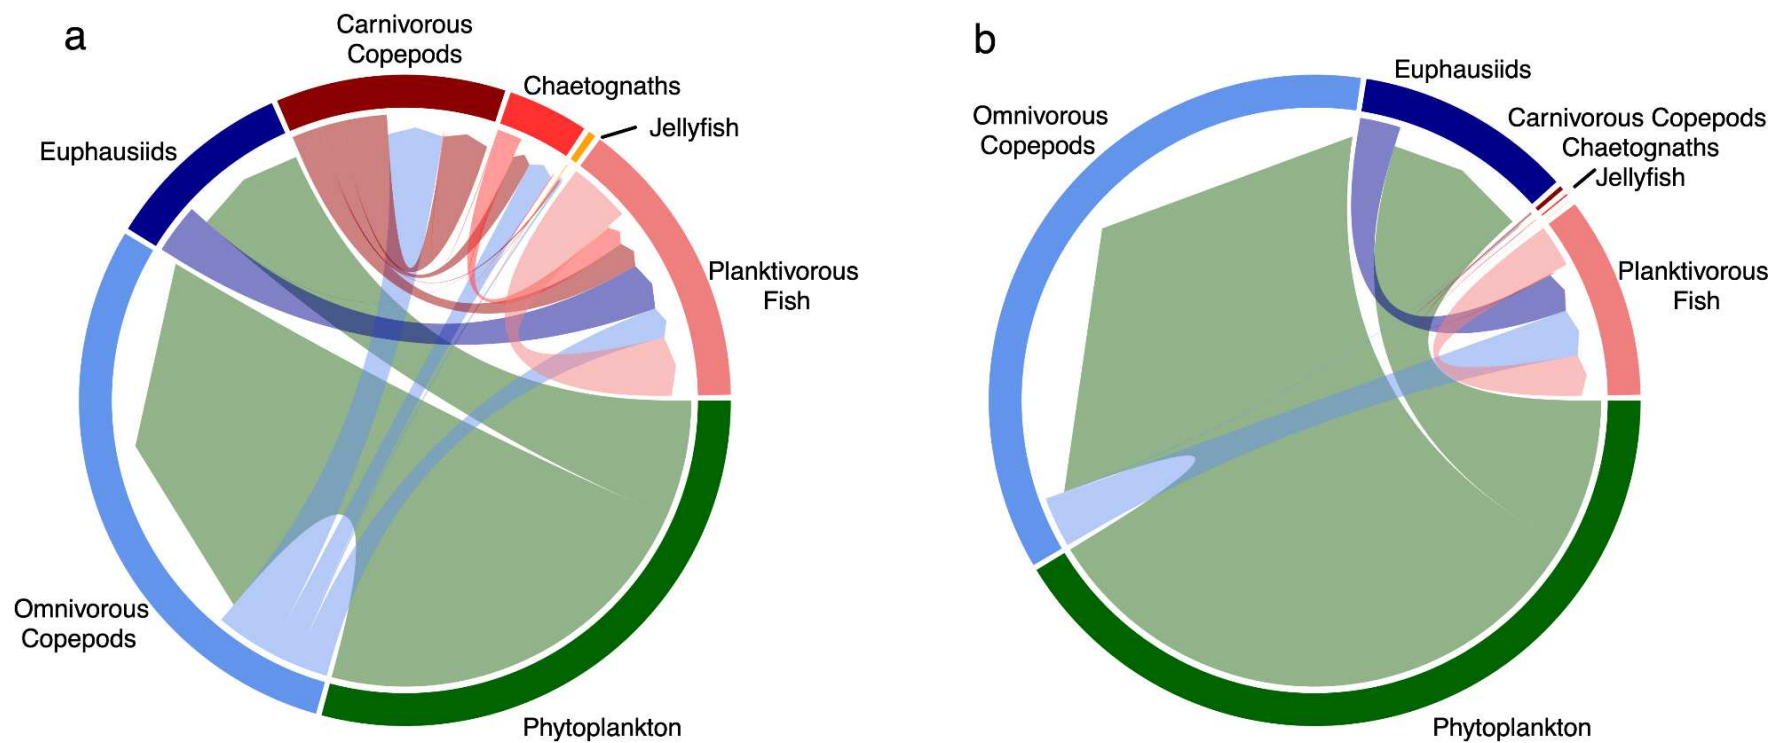 a
Carnivorous
Copepods
Chaetognaths
Jellyfish
Euphausiids
Planktivorous
Fish
Omnivorous
Copepods
Phytoplankton
b
Euphausiids
Omnivorous
Copepods
Carnivorous Copepods
Chaetognaths
Jellyfish
Planktivorous
Fish
Phytoplankton